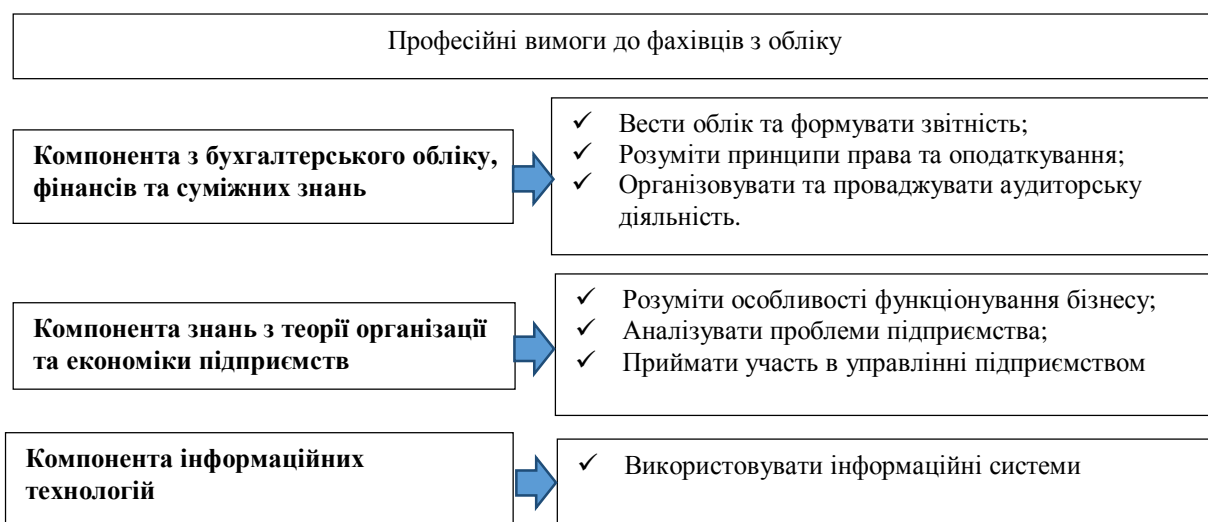 Професійні вимоги до фахівців з обліку
Компонента з бухгалтерського обліку,
фінансів та суміжних знань
✓ Вести облік та формувати звітність;
✓ Розуміти принципи права та оподаткування;
✓ Організовувати та проваджувати аудиторську
діяльність.
Компонента знань з теорії організації
та економіки підприємств
✓ Розуміти особливості функціонування бізнесу;
✓ Аналізувати проблеми підприємства;
✓ Приймати участь в управлінні підприємством
Компонента інформаційних
технологій
✓ Використовувати інформаційні системи